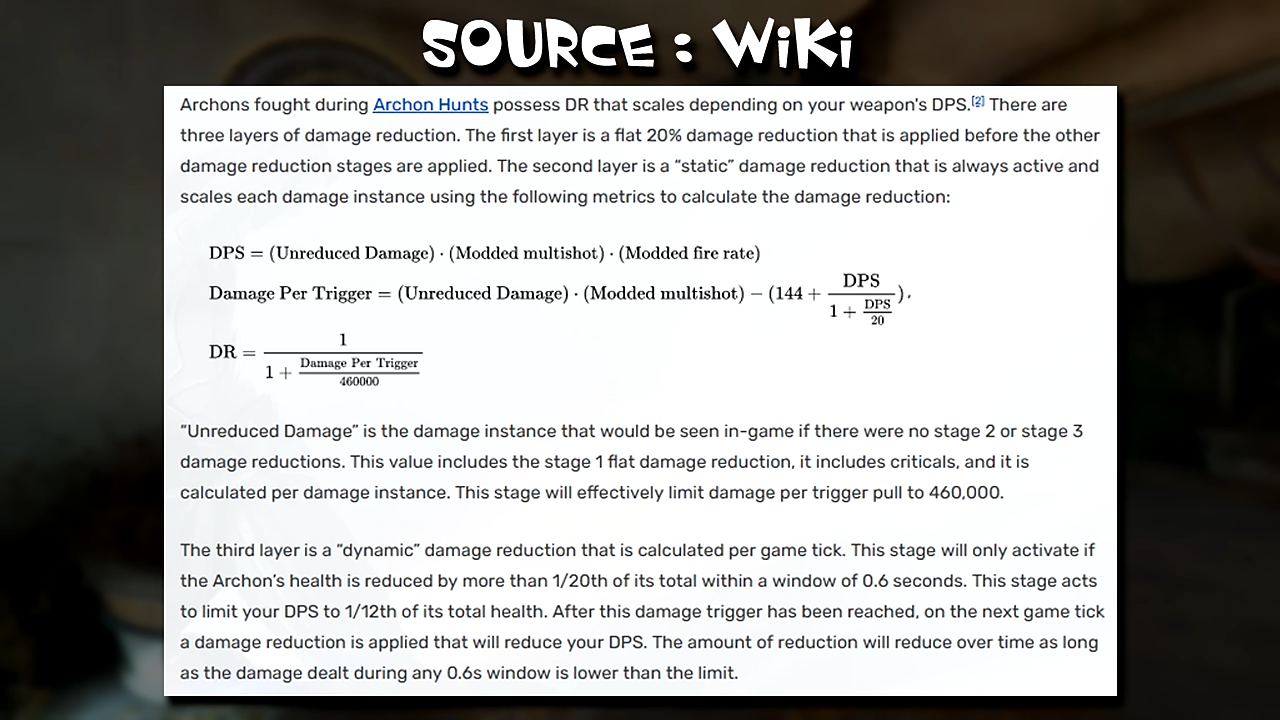 SOURCE : WiKi
Archons fought during Archon Hunts possess DR that scales depending on your weapon's DPS.[2] There are
three layers of damage reduction. The first layer is a flat 20% damage reduction that is applied before the other
damage reduction stages are applied. The second layer is a “static” damage reduction that is always active and
scales each damage instance using the following metrics to calculate the damage reduction:
DPS = (Unreduced Damage) · (Modded multishot) · (Modded fire rate)
Damage Per Trigger = (Unreduced Damage) · (Modded multishot) − (144 + DPS / (1 + DPS/20)).
DR = 1 / (1 + Damage Per Trigger/460000)
“Unreduced Damage” is the damage instance that would be seen in-game if there were no stage 2 or stage 3
damage reductions. This value includes the stage 1 flat damage reduction, it includes criticals, and it is
calculated per damage instance. This stage will effectively limit damage per trigger pull to 460,000.
The third layer is a “dynamic” damage reduction that is calculated per game tick. This stage will only activate if
the Archon’s health is reduced by more than 1/20th of its total within a window of 0.6 seconds. This stage acts
to limit your DPS to 1/12th of its total health. After this damage trigger has been reached, on the next game tick
a damage reduction is applied that will reduce your DPS. The amount of reduction will reduce over time as long
as the damage dealt during any 0.6s window is lower than the limit.